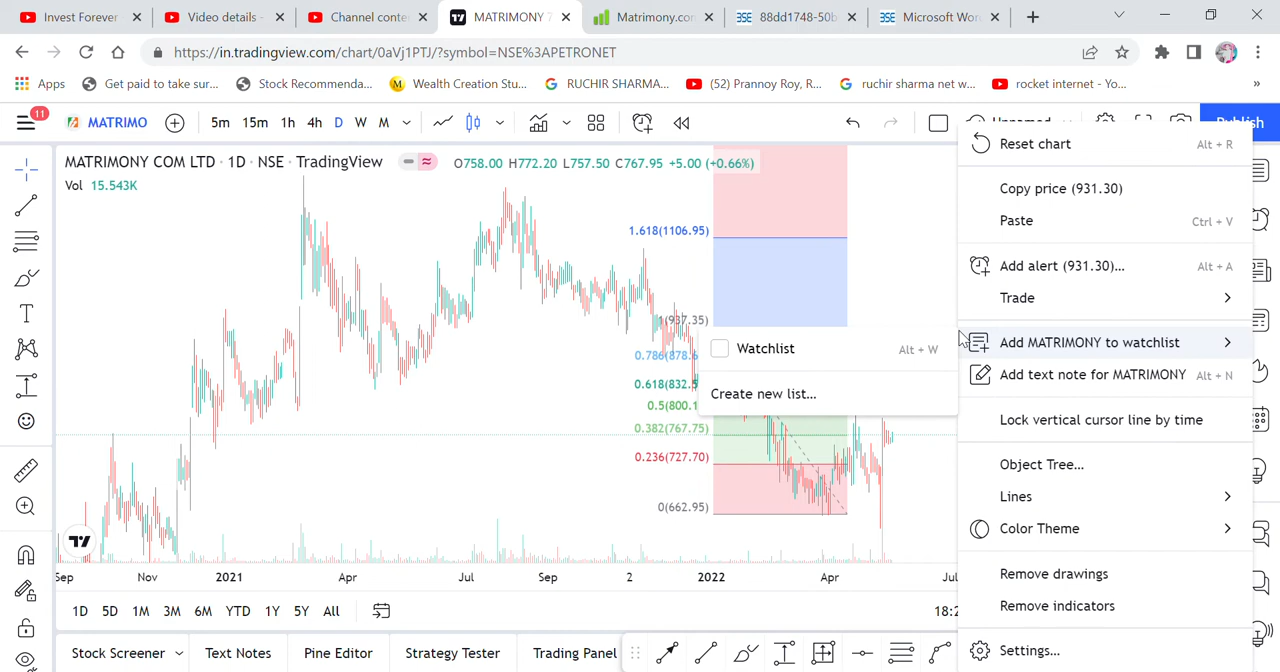 Invest Forever
Video details -
Channel conte
MATRIMONY 7
Matrimony.co
88dd1748-50b
Microsoft Wor
https://in.tradingview.com/chart/0aVj1PTJ/?symbol=NSE%3APETRONET
Apps
Get paid to take sur...
Stock Recommenda...
Wealth Creation Stu...
RUCHIR SHARMA...
(52) Prannoy Roy, R...
ruchir sharma net w...
rocket internet - Yo...
11
MATRIMO
5m 15m 1h 4h D W M
Unnamed
Publish
MATRIMONY COM LTD · 1D · NSE · TradingView
O758.00 H772.20 L757.50 C767.95 +5.00 (+0.66%)
Vol 15.543K
1.618(1106.95)
1(937.35)
0.786(878.6
0.618(832.5
0.5(800.1
0.382(767.75)
0.236(727.70)
0(662.95)
Reset chart Alt + R
Copy price (931.30)
Paste Ctrl + V
Add alert (931.30)... Alt + A
Trade
Add MATRIMONY to watchlist
Watchlist Alt + W
Create new list...
Add text note for MATRIMONY Alt + N
Lock vertical cursor line by time
Object Tree...
Lines
Color Theme
Remove drawings
Remove indicators
Settings...
Sep Nov 2021 Apr Jul Sep 2 2022 Apr Jul
1D 5D 1M 3M 6M YTD 1Y 5Y All
18:2
Stock Screener
Text Notes
Pine Editor
Strategy Tester
Trading Panel